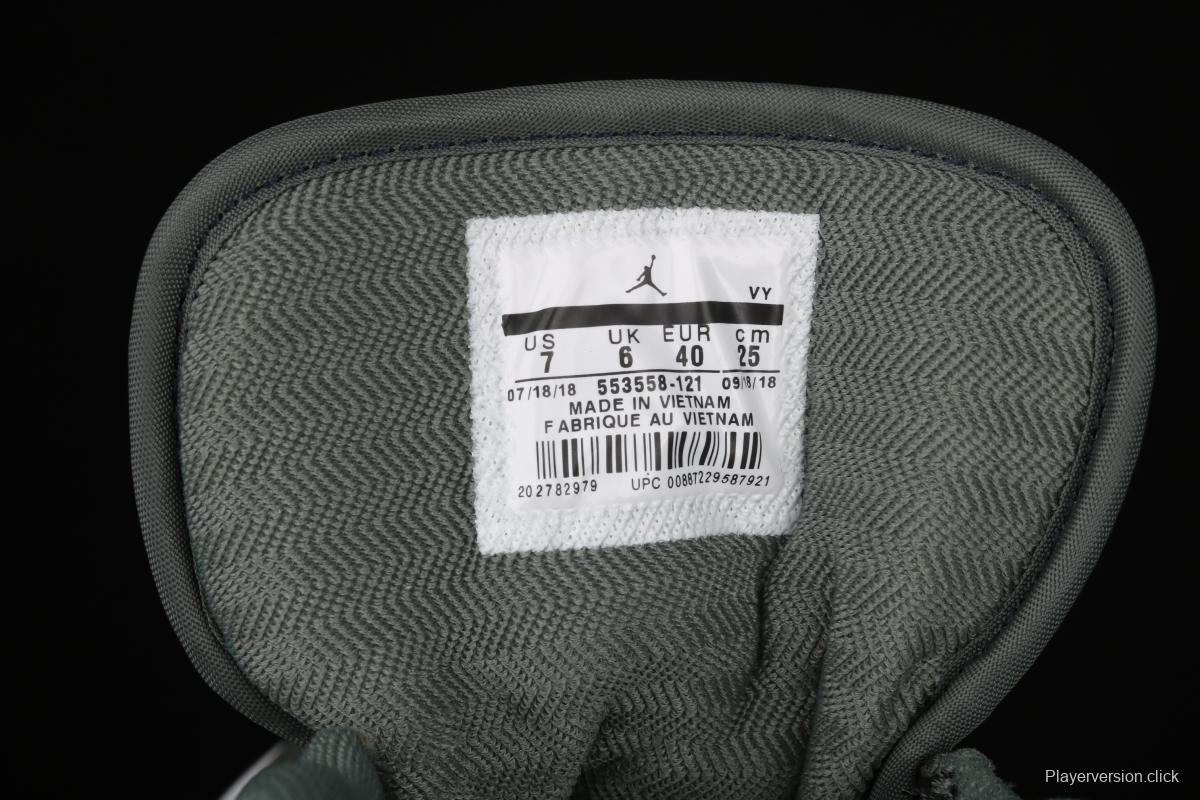 VY
US UK EUR cm
7 6 40 25
07/18/18 553558-121 09/18/18
MADE IN VIETNAM
FABRIQUE AU VIETNAM
202782979 UPC 00887229587921
Playerversion.click